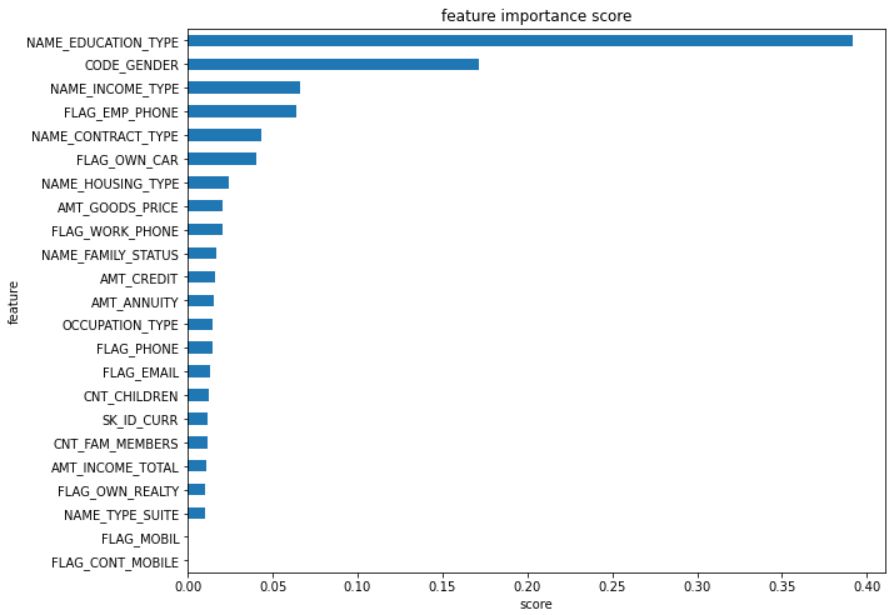 feature importance score
NAME_EDUCATION_TYPE
CODE_GENDER
NAME_INCOME_TYPE
FLAG_EMP_PHONE
NAME_CONTRACT_TYPE
FLAG_OWN_CAR
NAME_HOUSING_TYPE
AMT_GOODS_PRICE
FLAG_WORK_PHONE
NAME_FAMILY_STATUS
AMT_CREDIT
AMT_ANNUITY
OCCUPATION_TYPE
FLAG_PHONE
FLAG_EMAIL
CNT_CHILDREN
SK_ID_CURR
CNT_FAM_MEMBERS
AMT_INCOME_TOTAL
FLAG_OWN_REALTY
NAME_TYPE_SUITE
FLAG_MOBIL
FLAG_CONT_MOBILE
feature
0.00 0.05 0.10 0.15 0.20 0.25 0.30 0.35 0.40
score